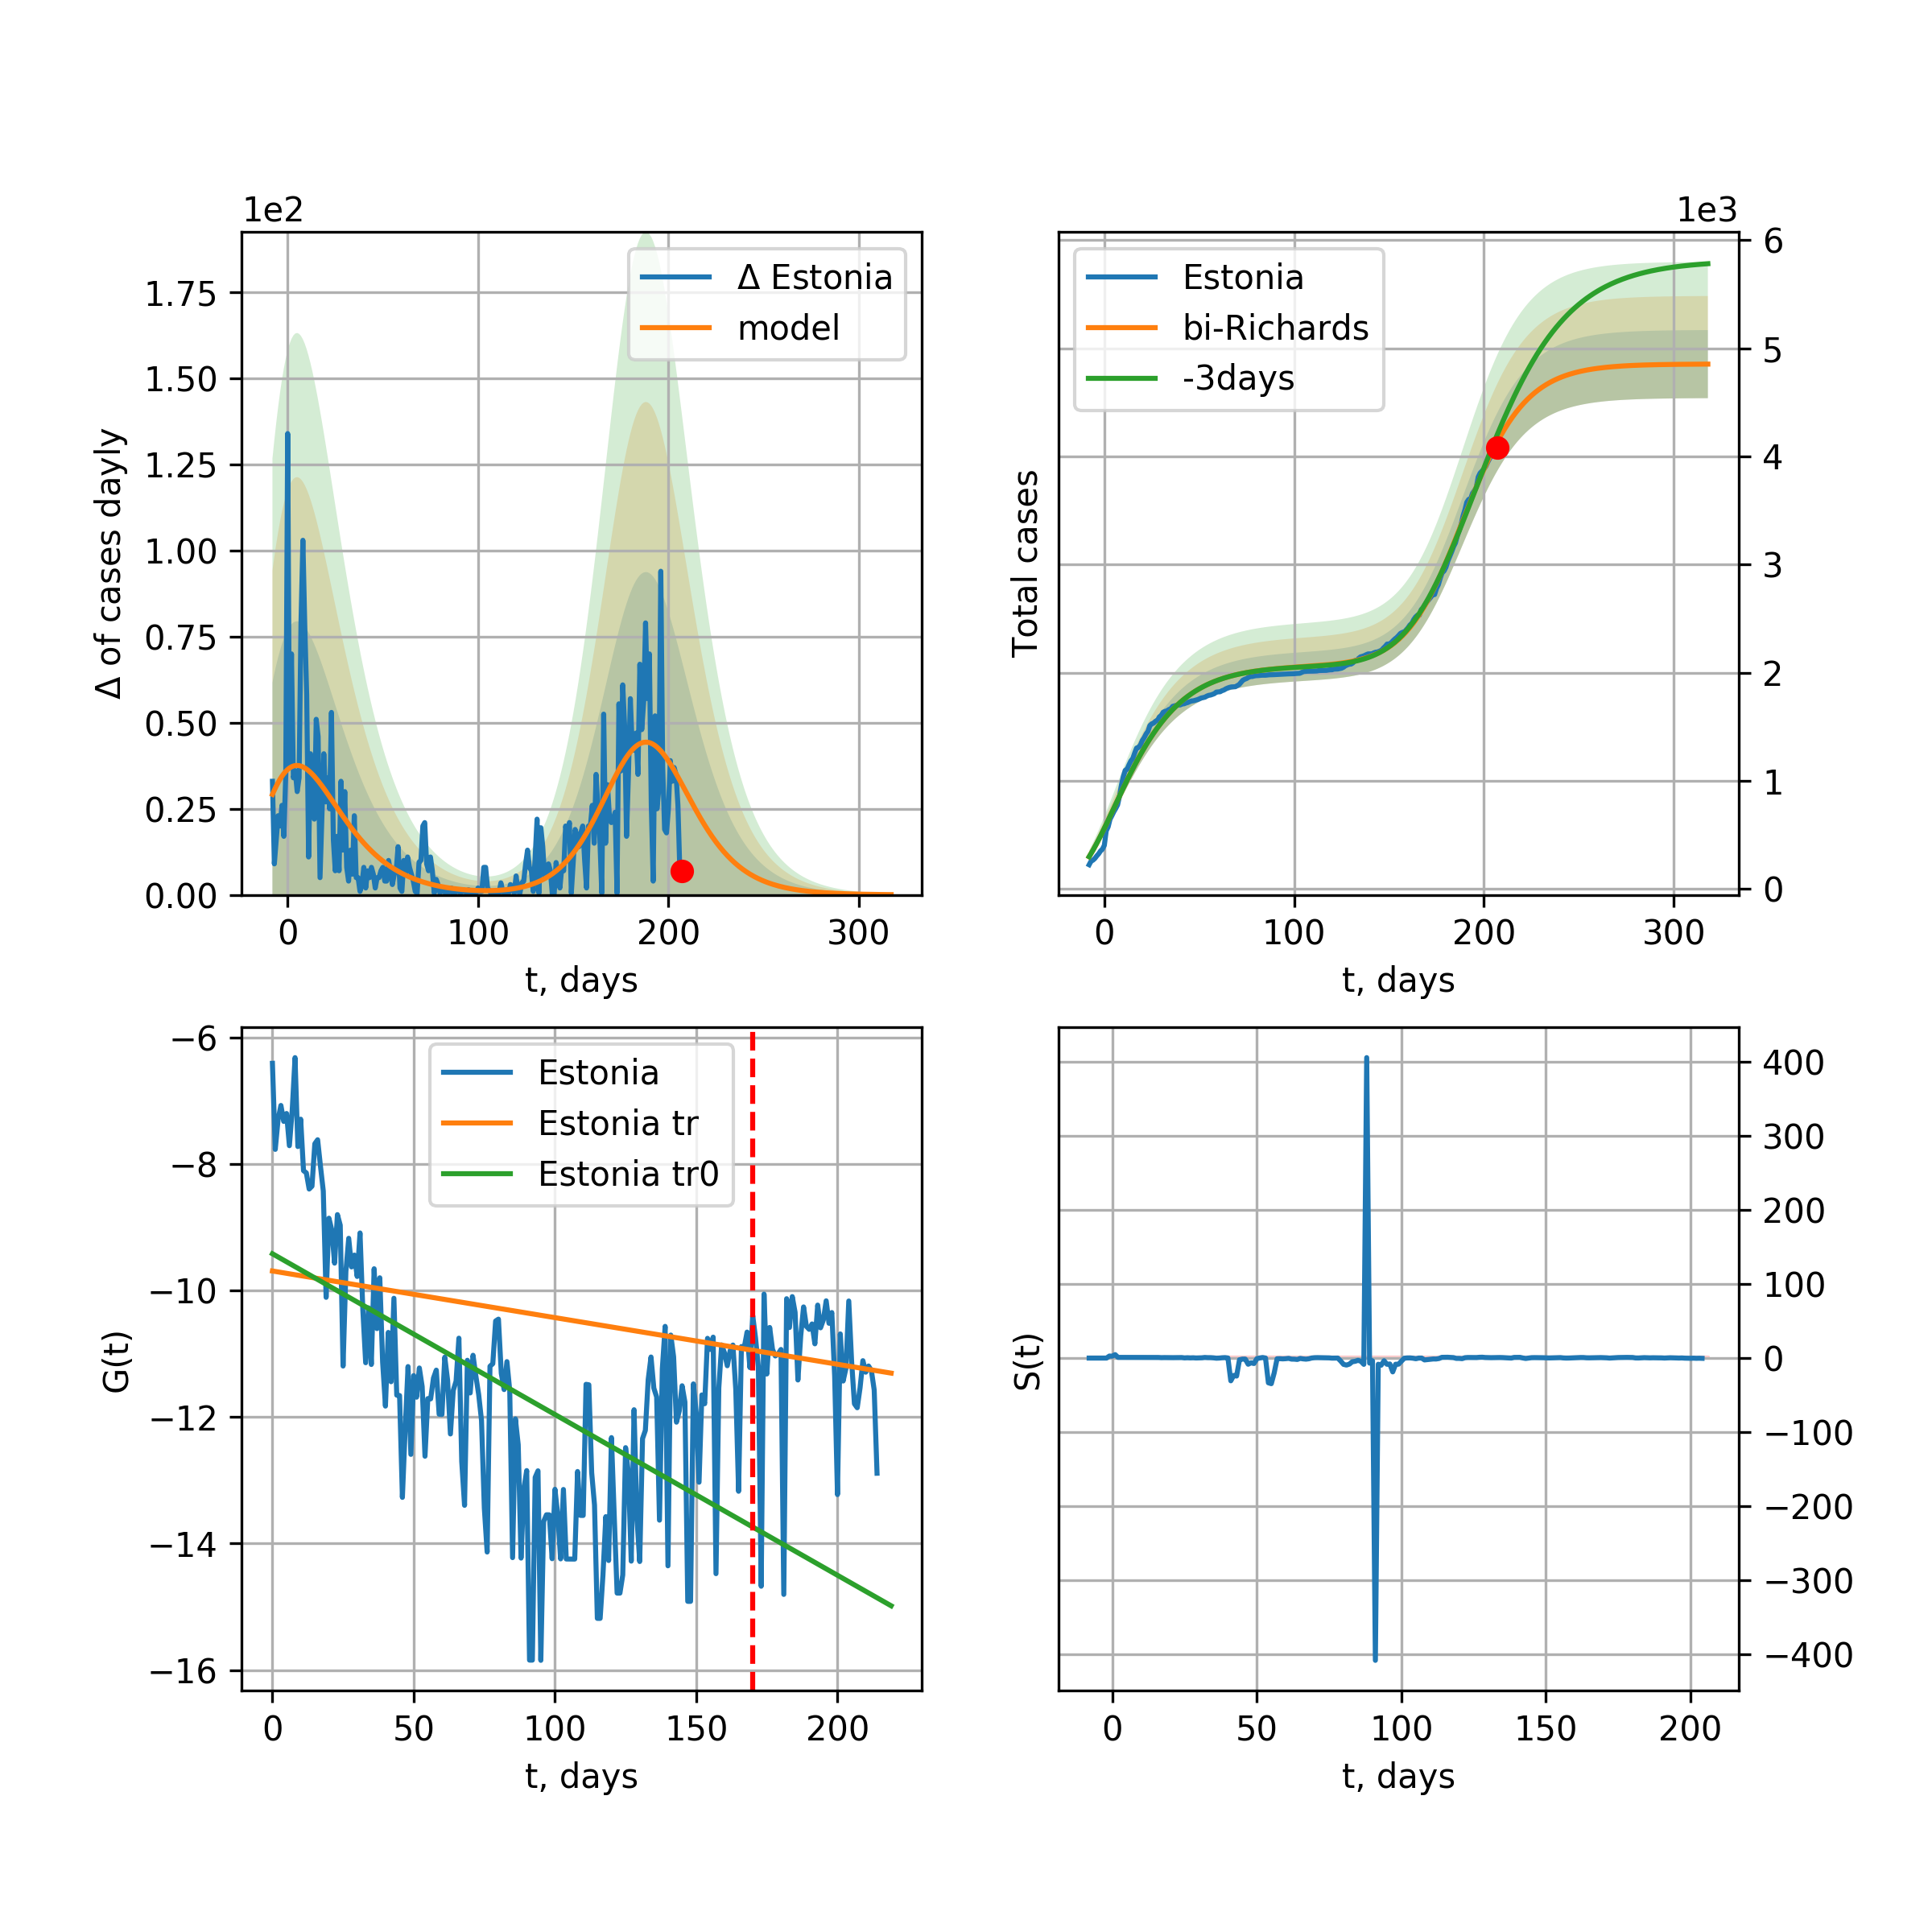 1e2
1.75
1.50
1.25
1.00
0.75
0.50
0.25
0.00
Δ of cases dayly
Δ Estonia
model
0 100 200 300
t, days
1e3
6
5
4
3
2
1
0
Total cases
Estonia
bi-Richards
-3days
0 100 200 300
t, days
−6
−8
−10
−12
−14
−16
G(t)
Estonia
Estonia tr
Estonia tr0
0 50 100 150 200
t, days
400
300
200
100
0
−100
−200
−300
−400
S(t)
0 50 100 150 200
t, days